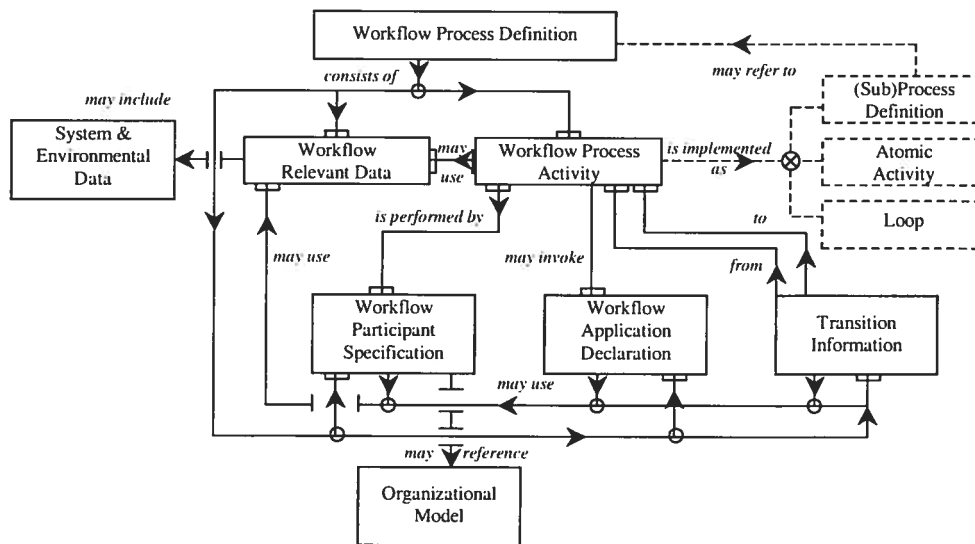 Workflow Process Definition
consists of
may refer to
may include
(Sub)Process
Definition
System &
Environmental
Data
Workflow
Relevant Data
may
use
Workflow Process
Activity
is implemented
as
Atomic
Activity
Loop
is performed by
to
may use
may invoke
from
Workflow
Participant
Specification
Workflow
Application
Declaration
Transition
Information
may use
may reference
Organizational
Model